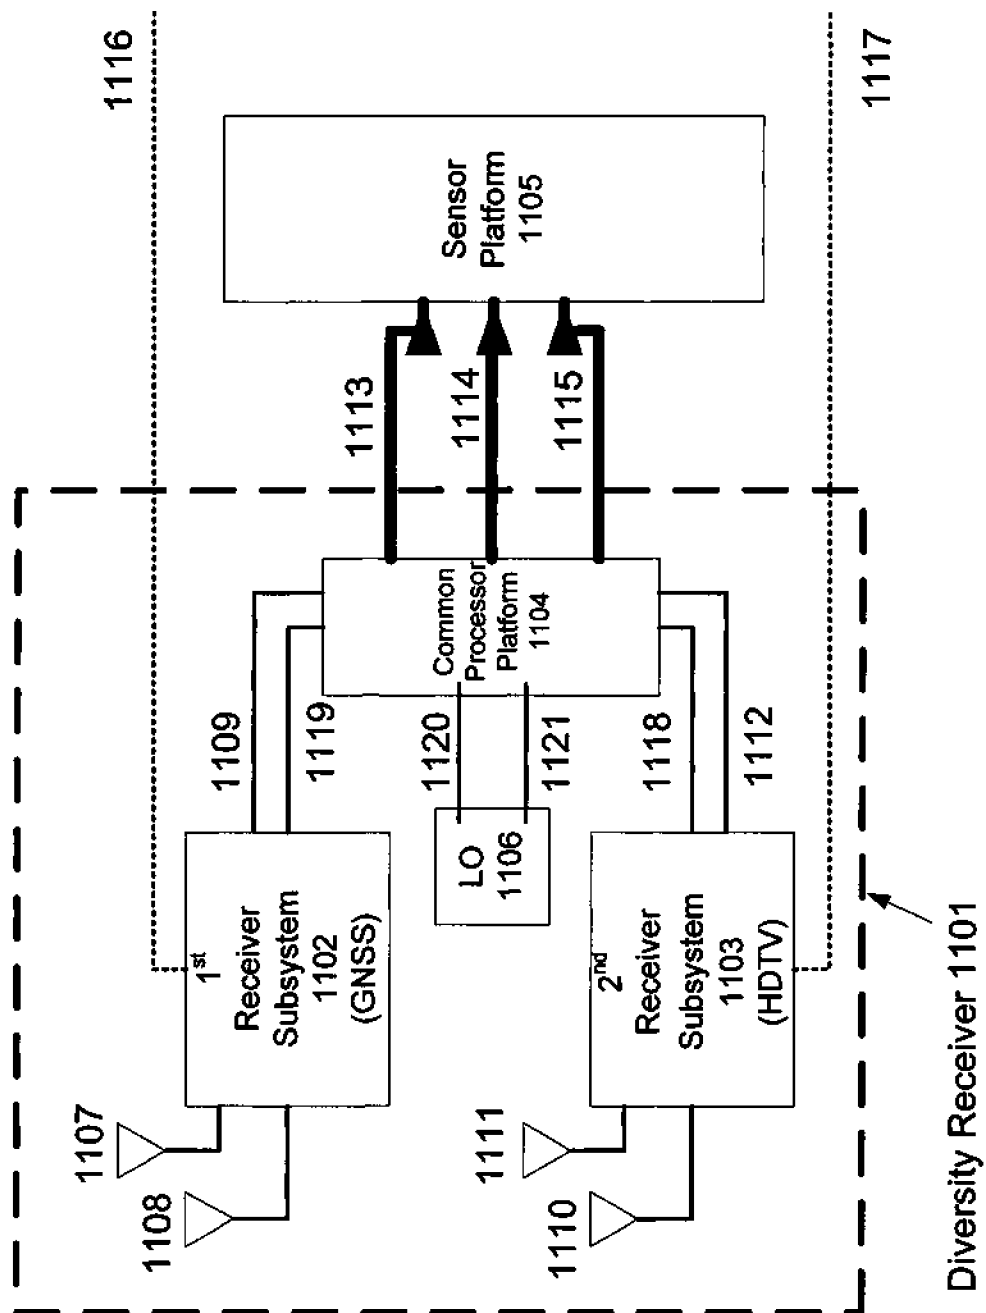 1116
1107
1108
1st
Receiver
Subsystem
1102
(GNSS)
1109
1119
1113
Sensor
Platform
1105
LO
1106
1120
1121
Common
Processor
Platform
1104
1114
1111
1110
2nd
Receiver
Subsystem
1103
(HDTV)
1118
1112
1115
1117
Diversity Receiver 1101